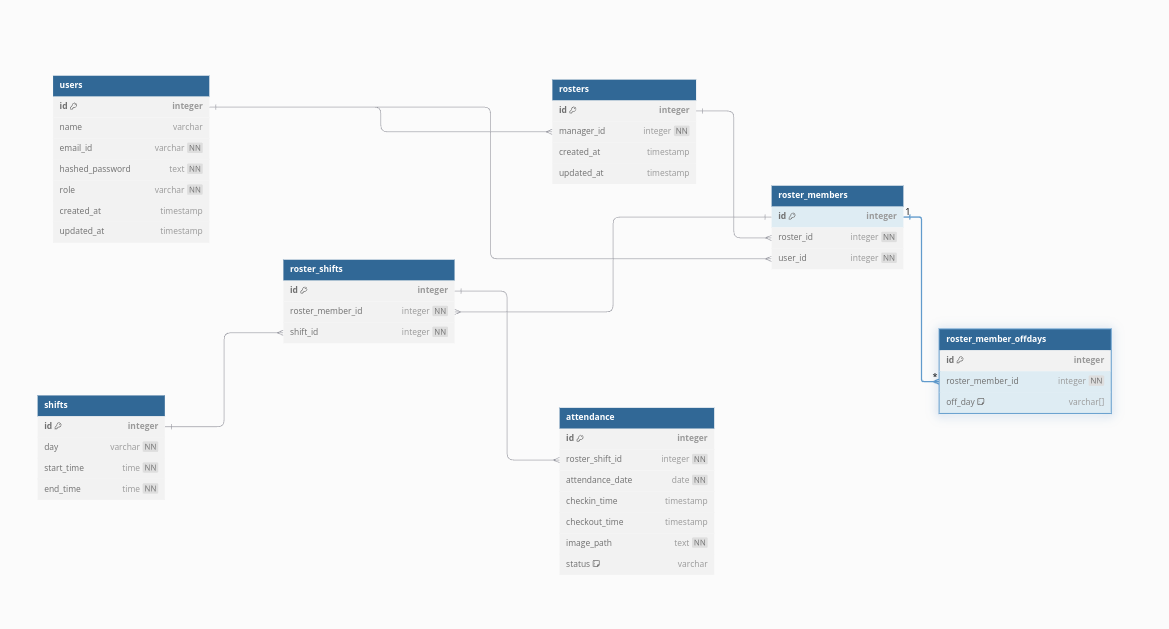 users
id integer
name varchar
email_id varchar NN
hashed_password text NN
role varchar NN
created_at timestamp
updated_at timestamp
rosters
id integer
manager_id integer NN
created_at timestamp
updated_at timestamp
roster_members
id integer 1
roster_id integer NN
user_id integer NN
roster_shifts
id integer
roster_member_id integer NN
shift_id integer NN
roster_member_offdays
id integer
* roster_member_id integer NN
off_day varchar[]
shifts
id integer
day varchar NN
start_time time NN
end_time time NN
attendance
id integer
roster_shift_id integer NN
attendance_date date NN
checkin_time timestamp
checkout_time timestamp
image_path text NN
status varchar